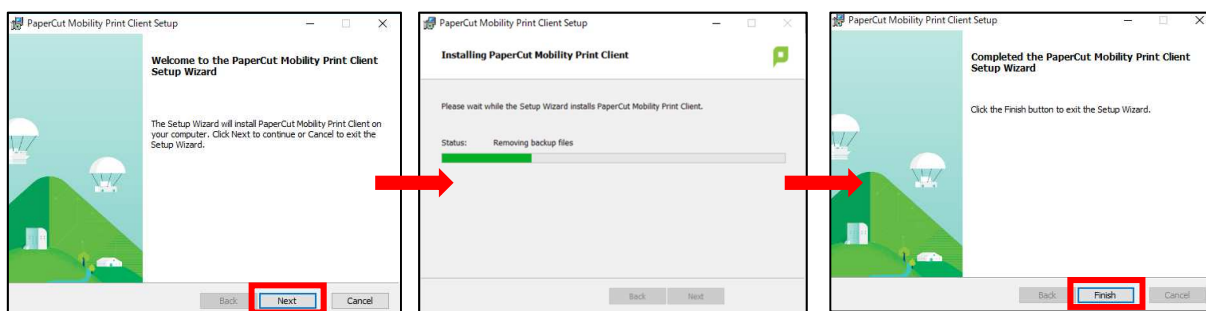 PaperCut Mobility Print Client Setup
Welcome to the PaperCut Mobility Print Client
Setup Wizard
The Setup Wizard will install PaperCut Mobility Print Client on
your computer. Click Next to continue or Cancel to exit the
Setup Wizard.
Back Next Cancel
PaperCut Mobility Print Client Setup
Installing PaperCut Mobility Print Client
Please wait while the Setup Wizard installs PaperCut Mobility Print Client.
Status: Removing backup files
Back Next
PaperCut Mobility Print Client Setup
Completed the PaperCut Mobility Print Client
Setup Wizard
Click the Finish button to exit the Setup Wizard.
Back Finish Cancel